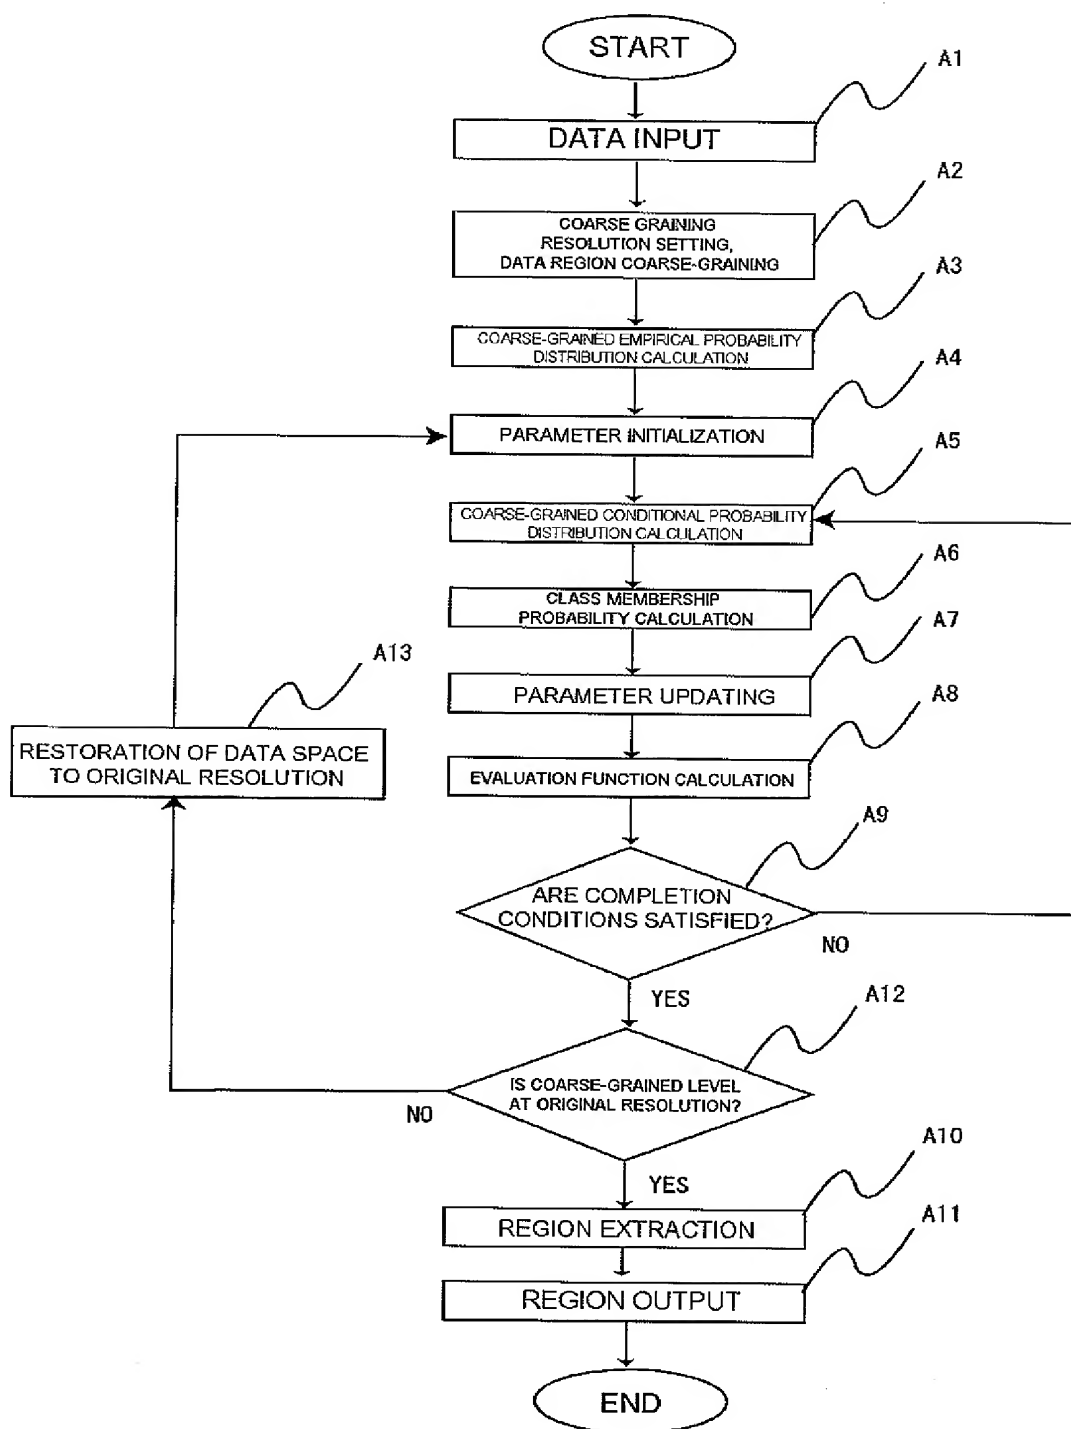 START
A1
DATA INPUT
A2
COARSE GRAINING
RESOLUTION SETTING,
DATA REGION COARSE-GRAINING
A3
COARSE-GRAINED EMPIRICAL PROBABILITY
DISTRIBUTION CALCULATION
A4
PARAMETER INITIALIZATION
A5
COARSE-GRAINED CONDITIONAL PROBABILITY
DISTRIBUTION CALCULATION
A6
CLASS MEMBERSHIP
PROBABILITY CALCULATION
A7
PARAMETER UPDATING
A13
RESTORATION OF DATA SPACE
TO ORIGINAL RESOLUTION
A8
EVALUATION FUNCTION CALCULATION
A9
ARE COMPLETION
CONDITIONS SATISFIED?
NO
YES
A12
IS COARSE-GRAINED LEVEL
AT ORIGINAL RESOLUTION?
NO
YES
A10
REGION EXTRACTION
A11
REGION OUTPUT
END